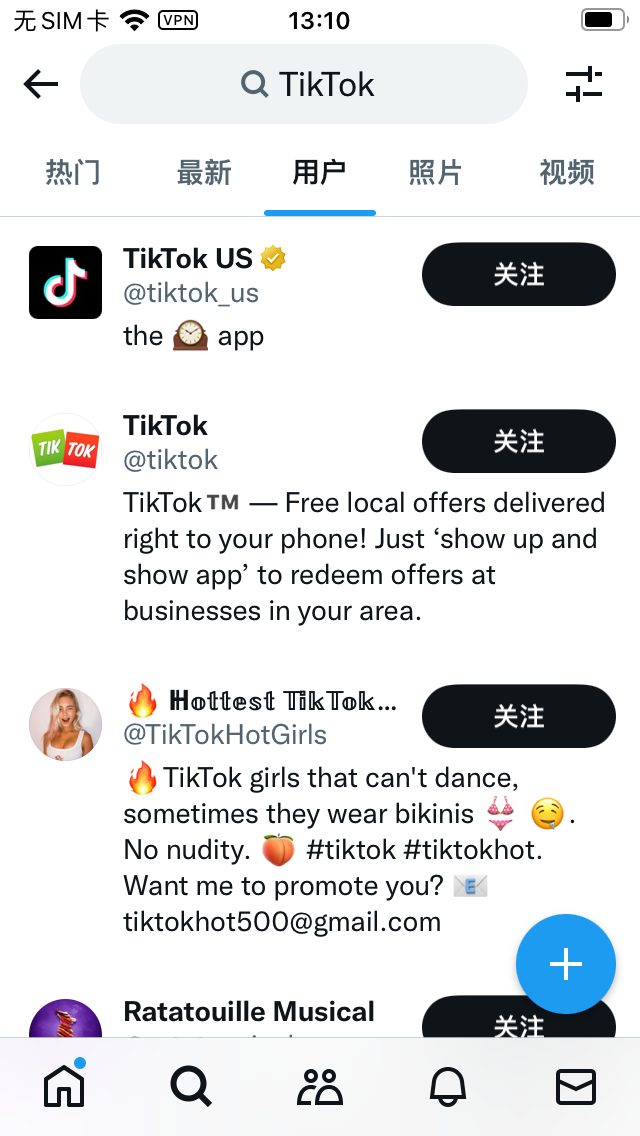 无SIM卡 VPN 13:10
TikTok
热门 最新 用户 照片 视频
TikTok US 关注
@tiktok_us
the 🕰️ app
TikTok 关注
TIK TOK
@tiktok
TikTok™️ — Free local offers delivered
right to your phone! Just ‘show up and
show app’ to redeem offers at
businesses in your area.
🔥 ℍ𝕠𝕥𝕥𝕖𝕤𝕥 𝕋𝕚𝕜𝕋𝕠𝕜... 关注
@TikTokHotGirls
🔥TikTok girls that can't dance,
sometimes they wear bikinis 👙 🤤.
No nudity. 🍑 #tiktok #tiktokhot.
Want me to promote you? 📧
tiktokhot500@gmail.com
Ratatouille Musical 关注